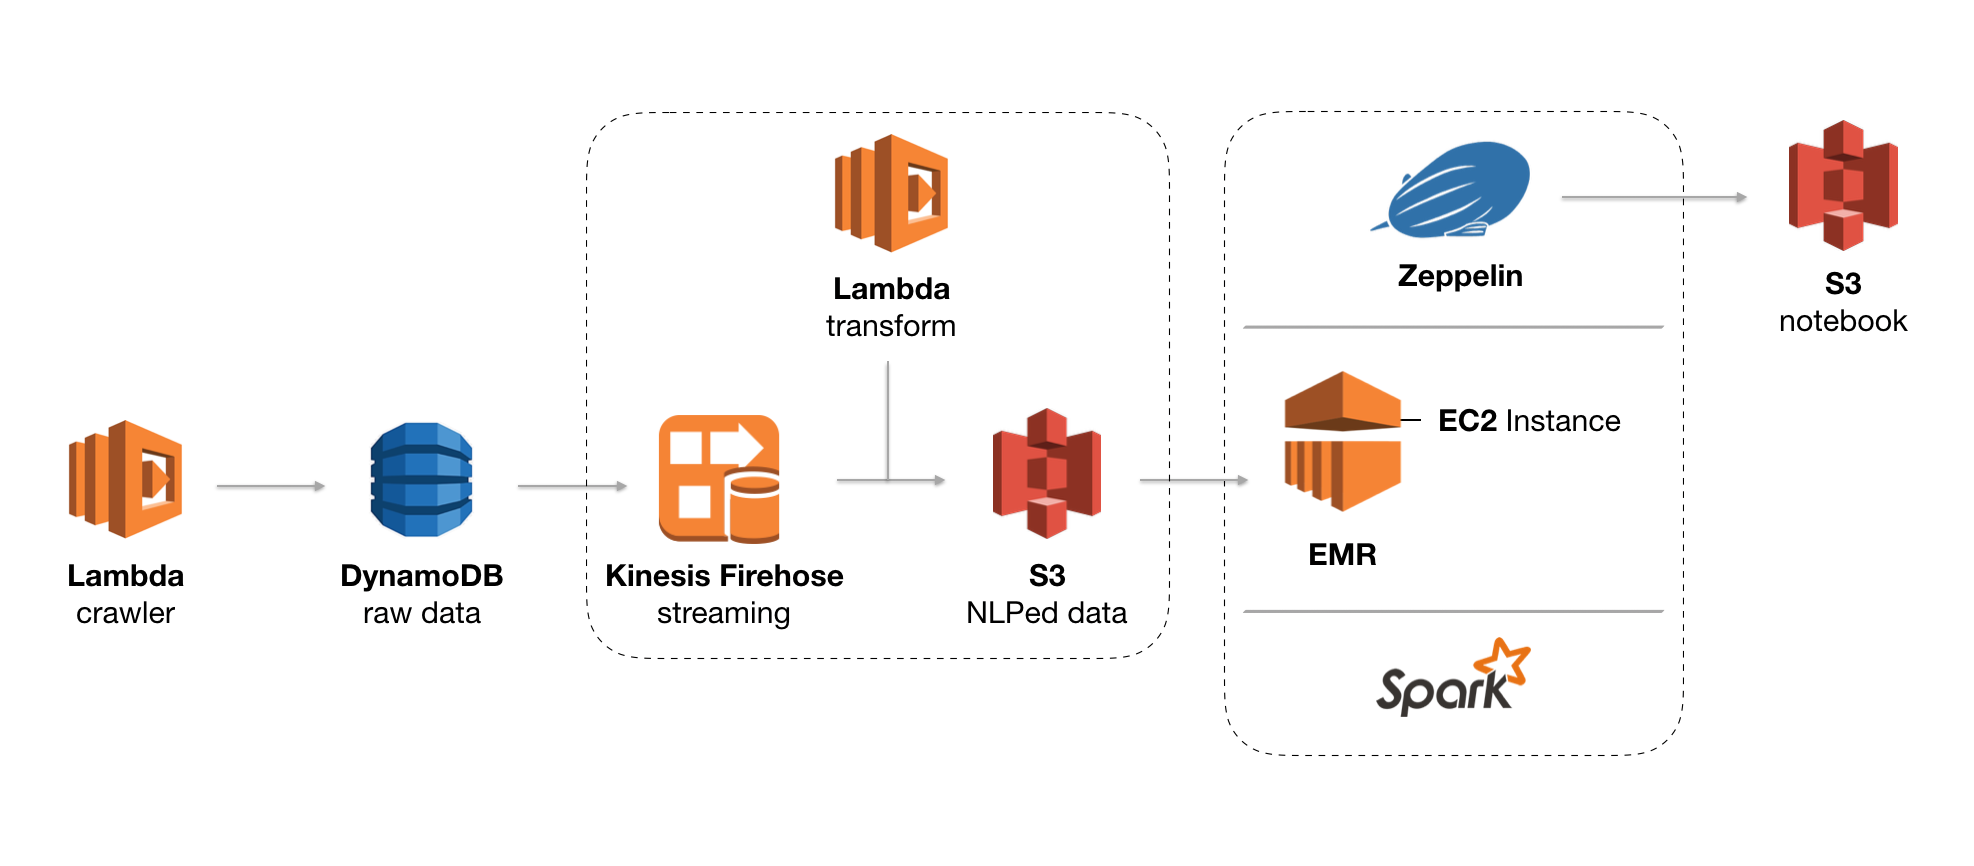 Lambda
crawler
DynamoDB
raw data
Kinesis Firehose
streaming
Lambda
transform
S3
NLPed data
Zeppelin
EC2 Instance
EMR
Spark
S3
notebook